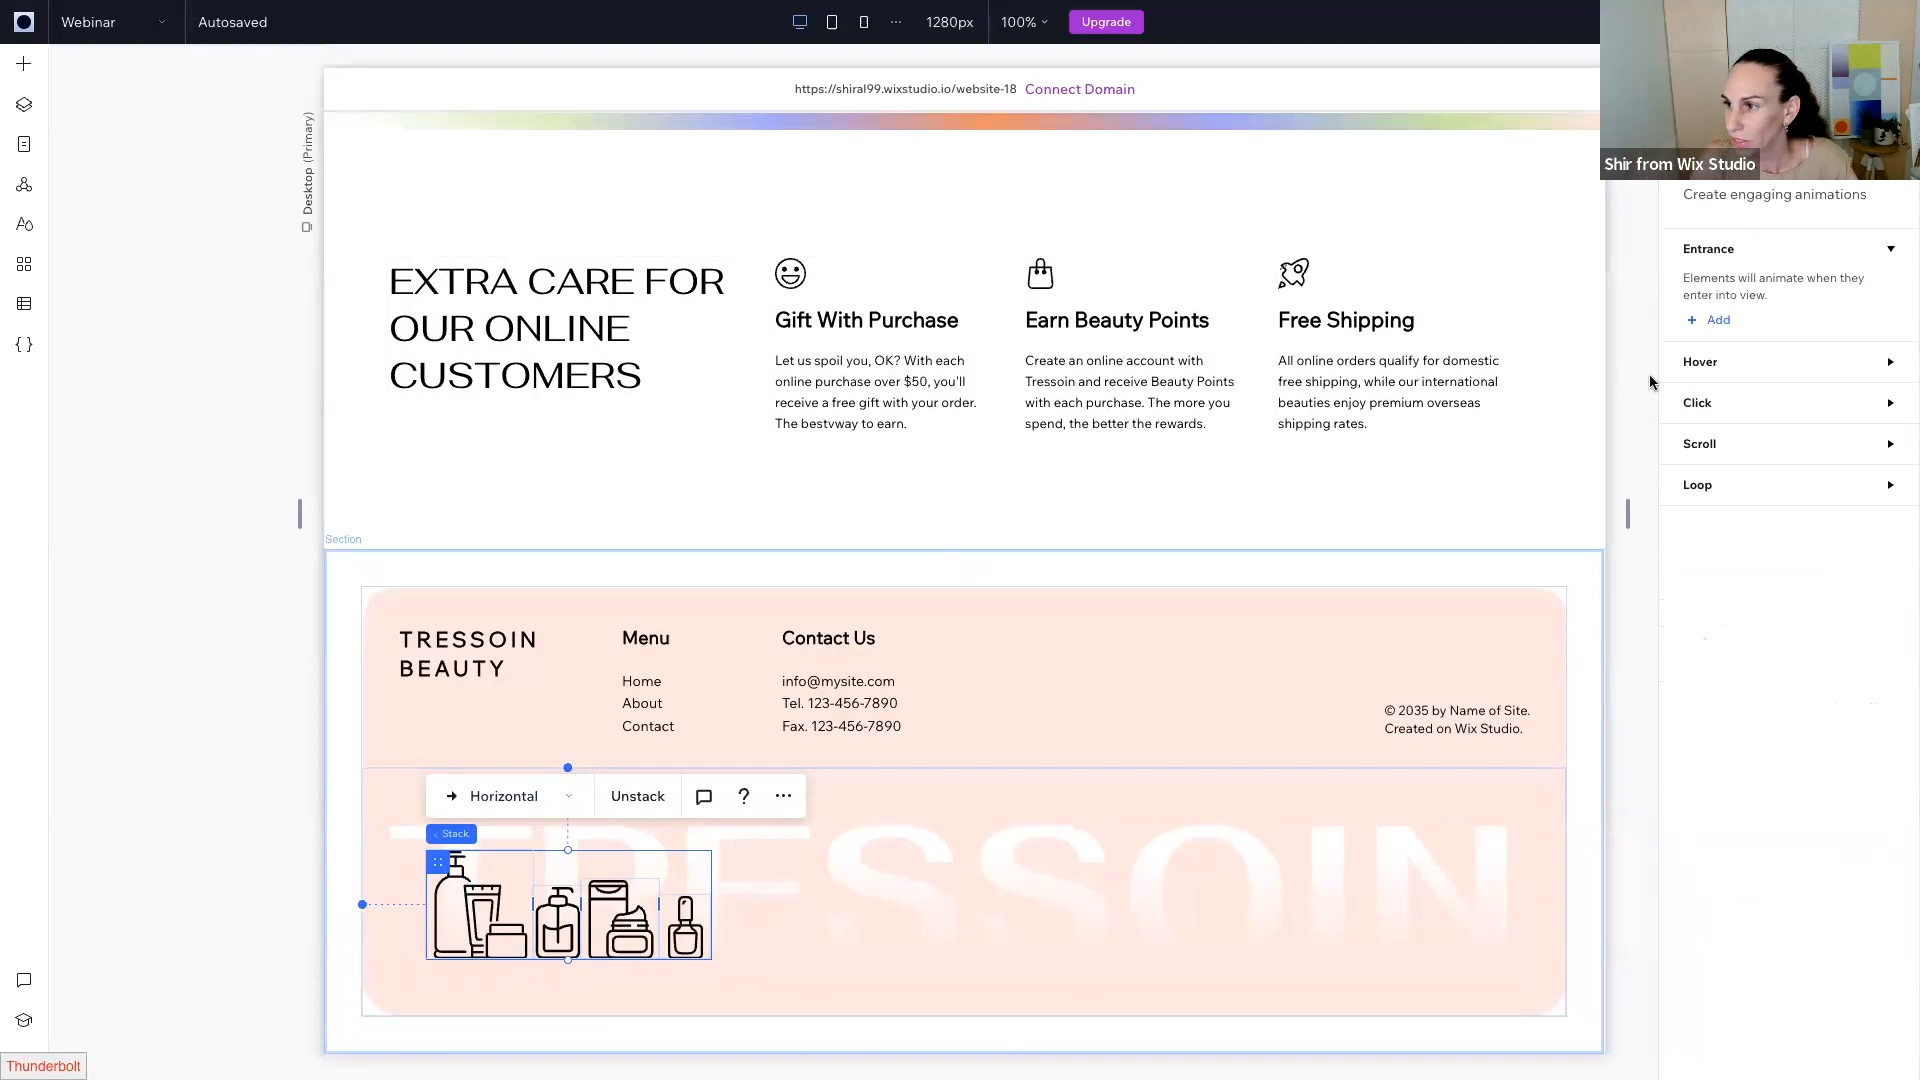 Webinar
Autosaved
1280px
100%
Upgrade
https://shiral99.wixstudio.io/website-18 Connect Domain
Shir from Wix Studio
Create engaging animations
Desktop (Primary)
EXTRA CARE FOR
OUR ONLINE
CUSTOMERS
Gift With Purchase
Let us spoil you, OK? With each
online purchase over $50, you'll
receive a free gift with your order.
The bestvway to earn.
Earn Beauty Points
Create an online account with
Tressoin and receive Beauty Points
with each purchase. The more you
spend, the better the rewards.
Free Shipping
All online orders qualify for domestic
free shipping, while our international
beauties enjoy premium overseas
shipping rates.
Entrance
Elements will animate when they
enter into view.
+ Add
Hover
Click
Scroll
Loop
Section
TRESSOIN
BEAUTY
Menu
Home
About
Contact
Contact Us
info@mysite.com
Tel. 123-456-7890
Fax. 123-456-7890
© 2035 by Name of Site.
Created on Wix Studio.
Horizontal
Unstack
?
Stack
TRESSOIN
Thunderbolt